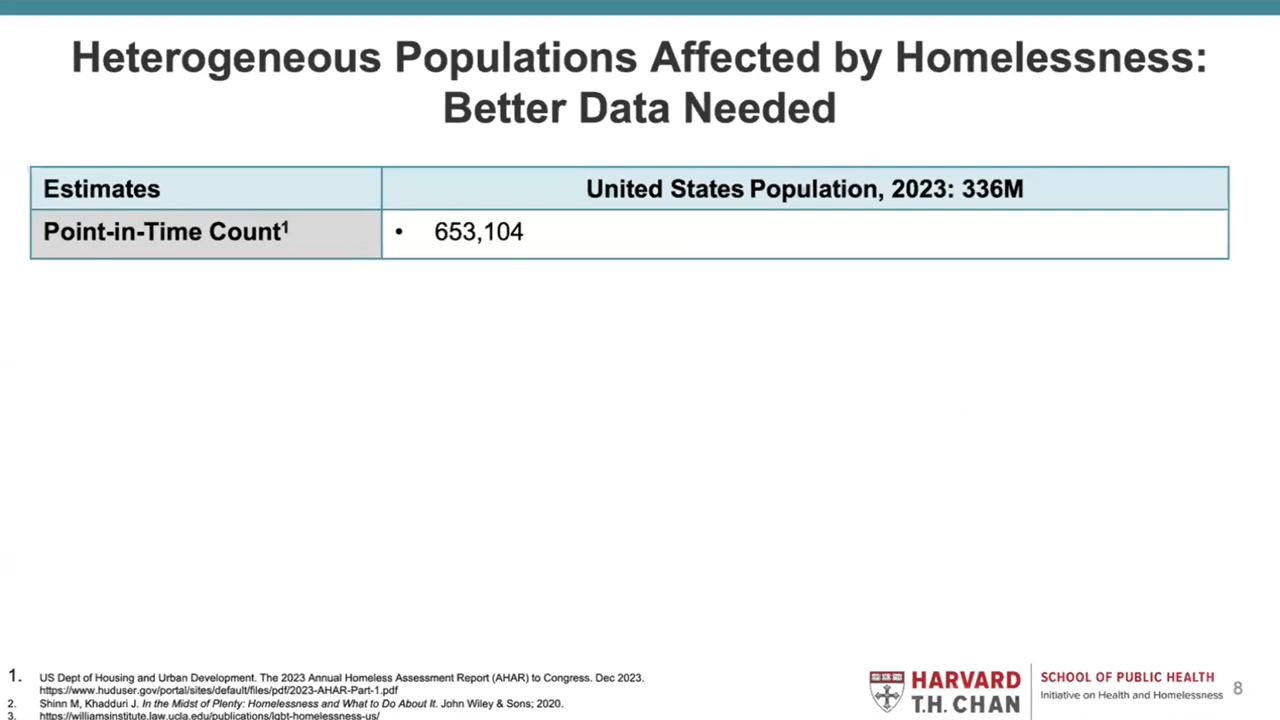 Heterogeneous Populations Affected by Homelessness:
Better Data Needed
Estimates
United States Population, 2023: 336M
Point-in-Time Count¹
• 653,104
1. US Dept of Housing and Urban Development. The 2023 Annual Homeless Assessment Report (AHAR) to Congress. Dec 2023.
https://www.huduser.gov/portal/sites/default/files/pdf/2023-AHAR-Part-1.pdf
2. Shinn M, Khadduri J. In the Midst of Plenty: Homelessness and What to Do About It. John Wiley & Sons; 2020.
3. https://williamsinstitute.law.ucla.edu/publications/lgbt-homelessness-us/
HARVARD
T.H. CHAN
SCHOOL OF PUBLIC HEALTH
Initiative on Health and Homelessness
8